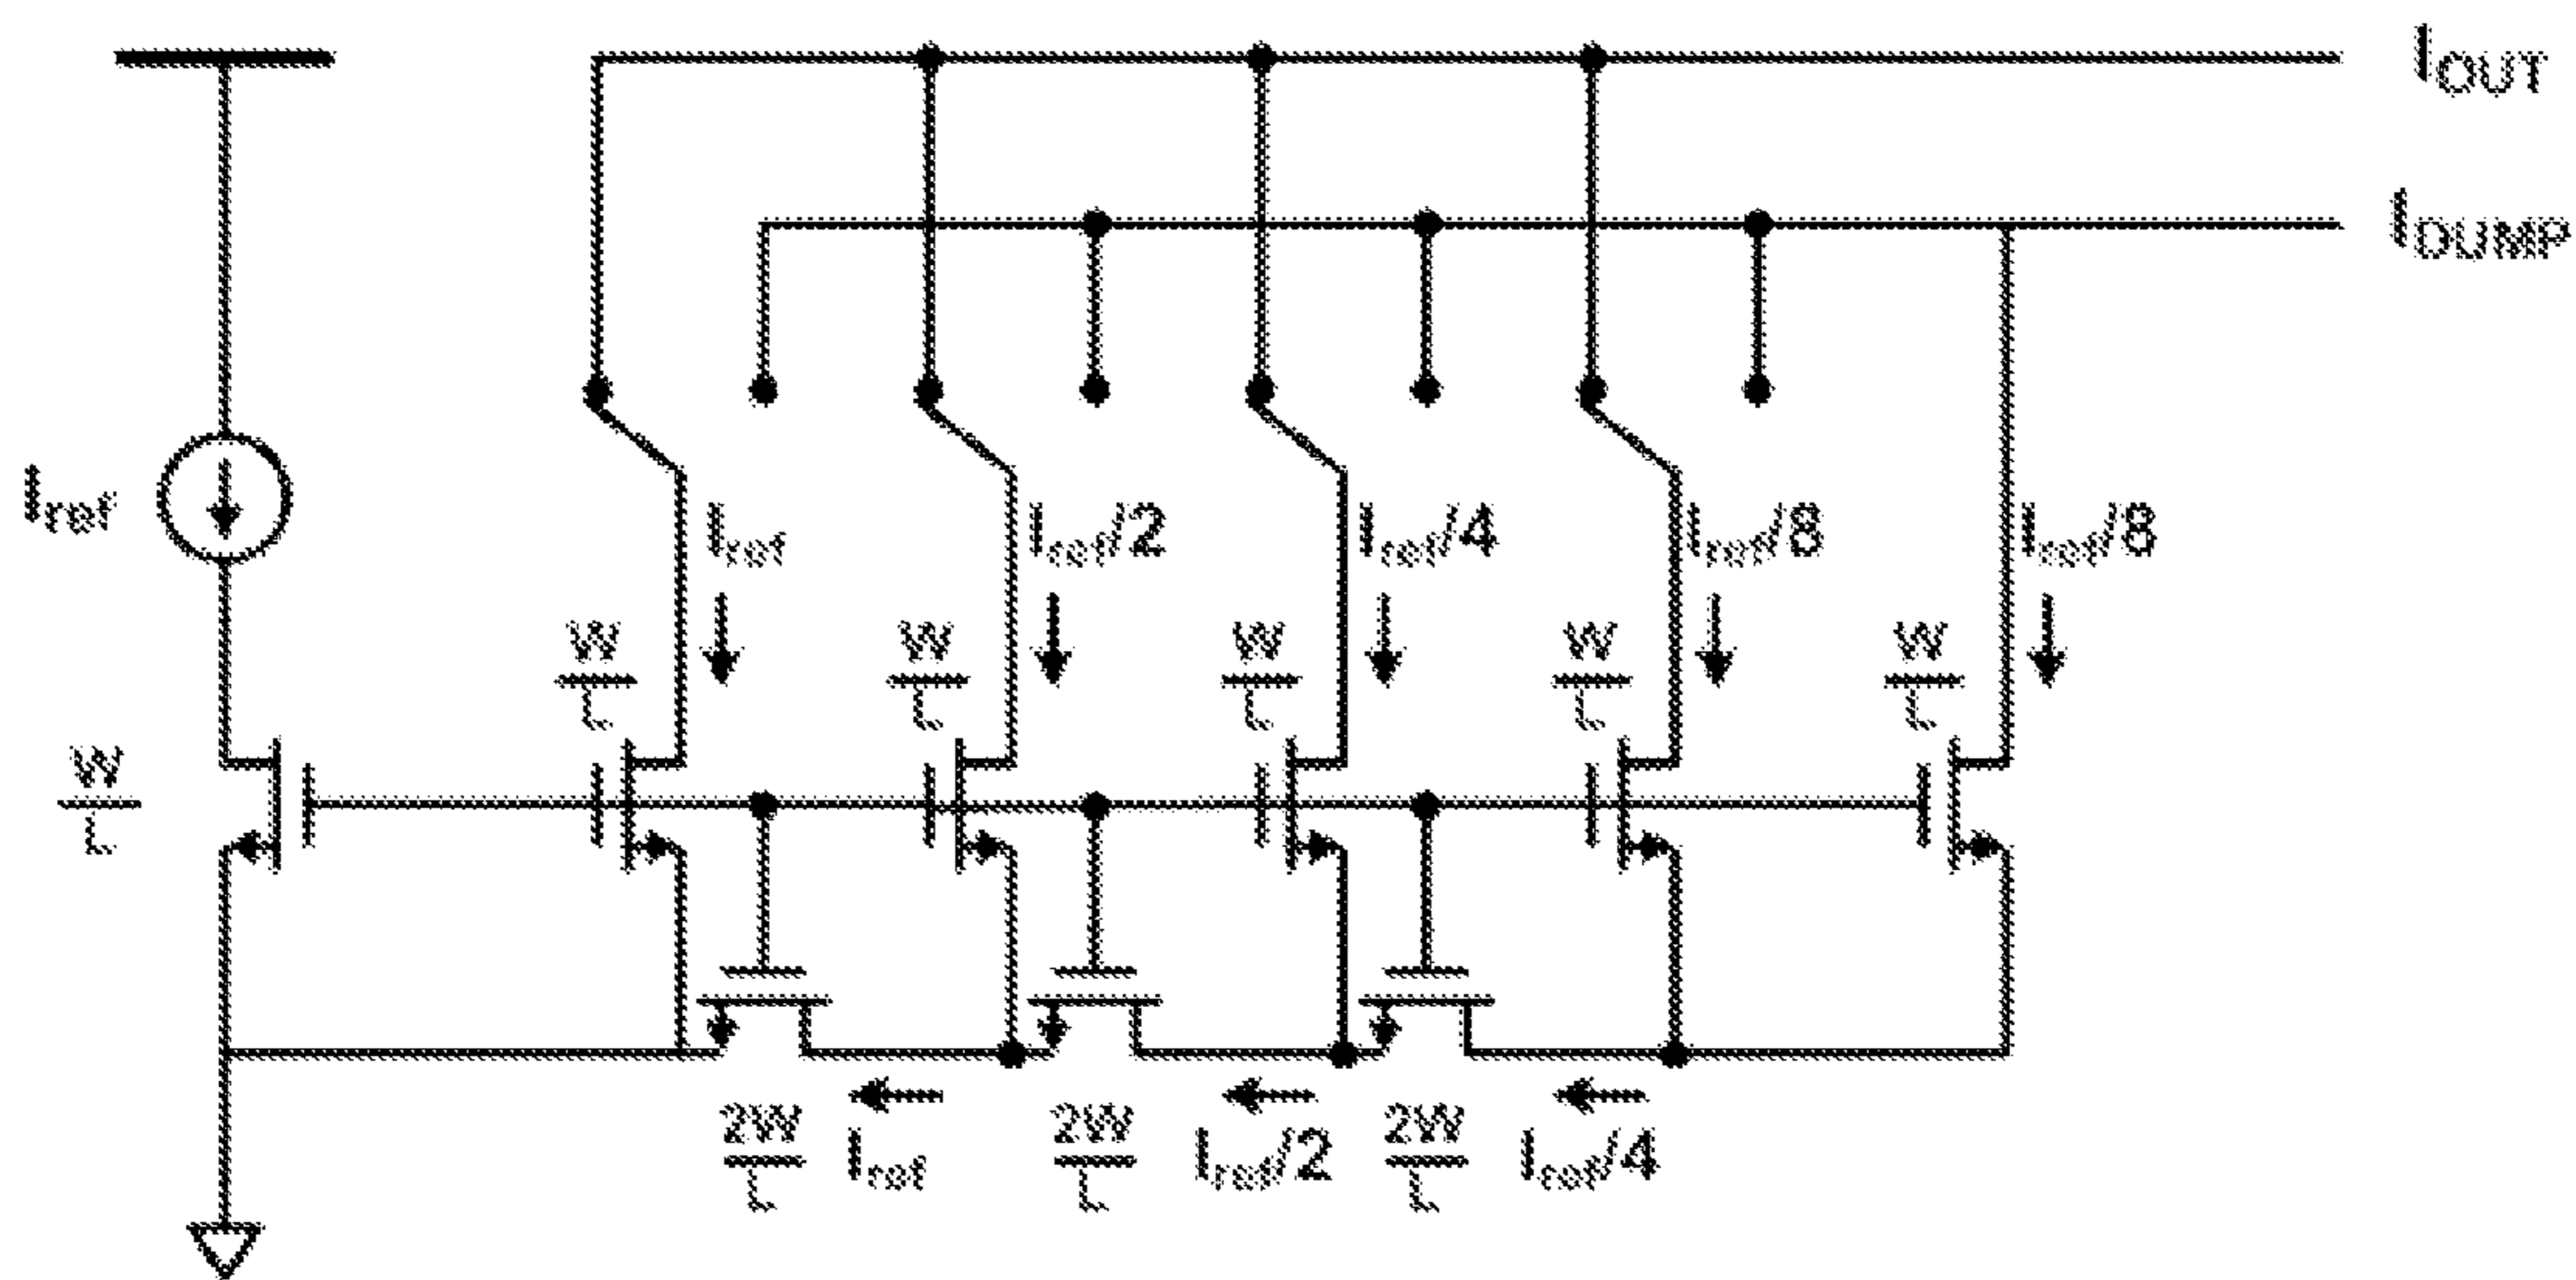 I_OUT
I_DUMP
I_ref
I_ref
I_ref/2
I_ref/4
I_ref/8
I_ref/8
W
L
W
L
W
L
W
L
W
L
W
L
2W
L
I_ref
2W
L
I_ref/2
2W
L
I_ref/4